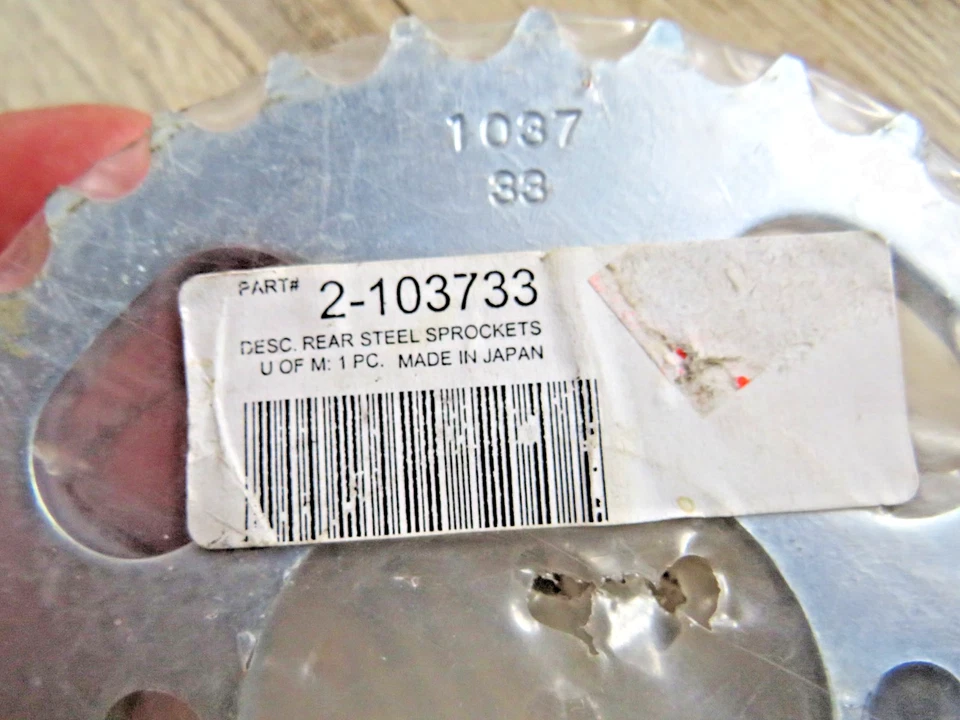 1037
33
PART# 2-103733
DESC. REAR STEEL SPROCKETS
U OF M: 1 PC. MADE IN JAPAN